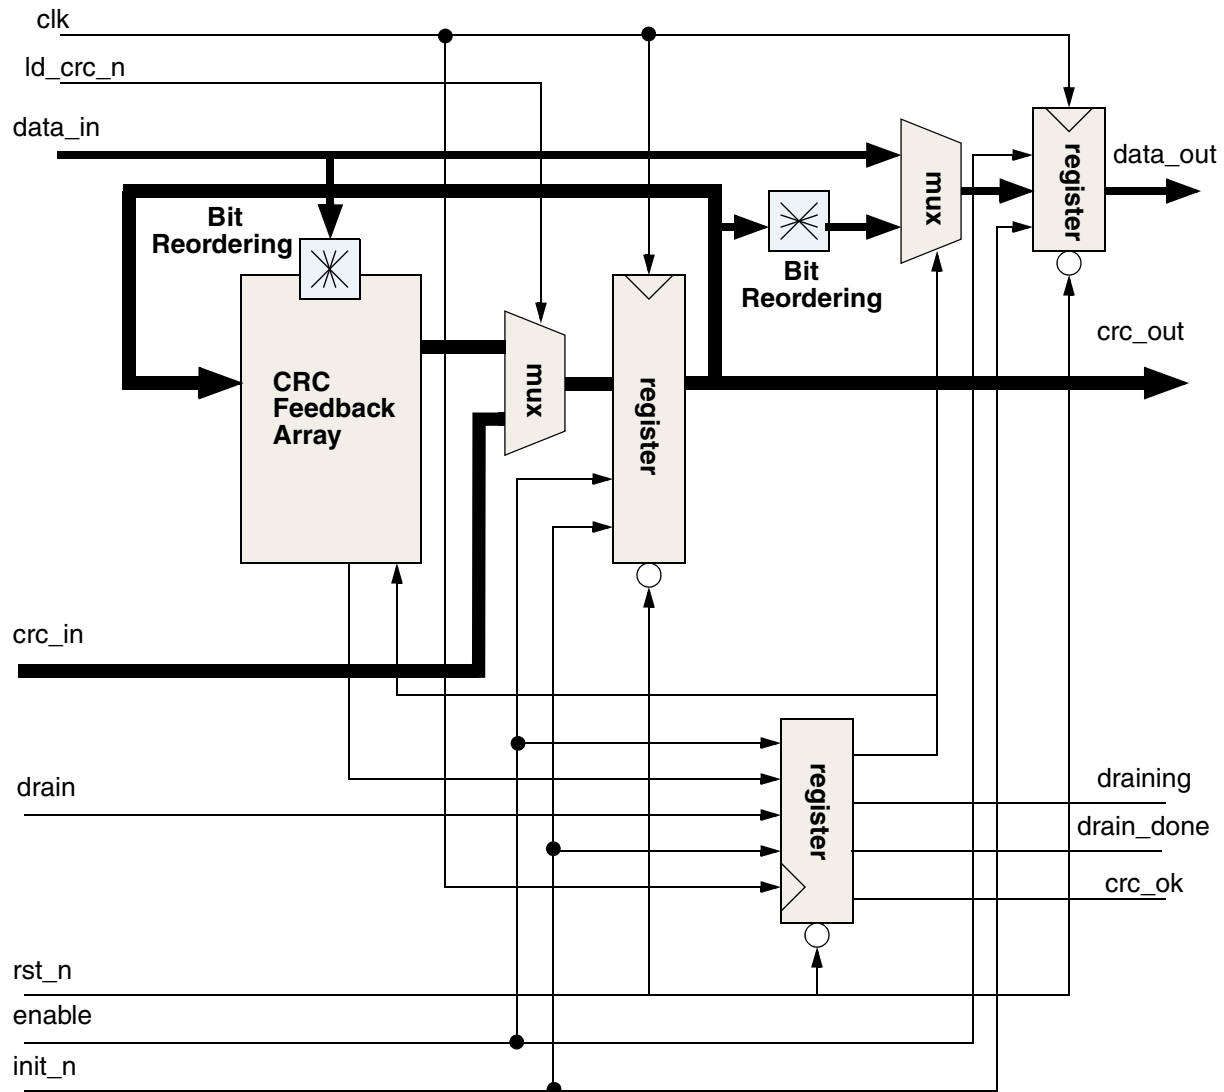 clk
ld_crc_n
data_in
mux
register
data_out
Bit
Reordering
Bit
Reordering
crc_out
CRC
Feedback
Array
mux
register
crc_in
drain
register
draining
drain_done
crc_ok
rst_n
enable
init_n